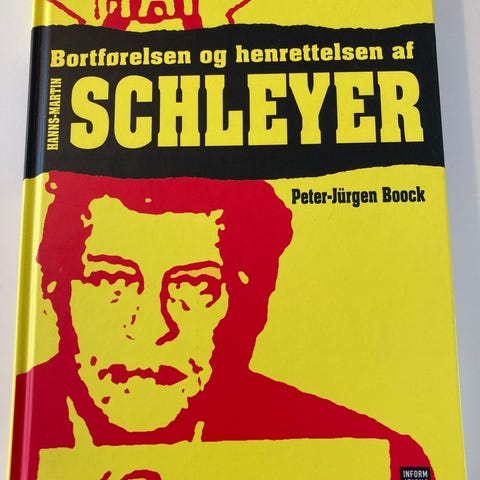 Bortførelsen og henrettelsen af
HANNS-MARTIN
SCHLEYER
Peter-Jürgen Boock
INFORM